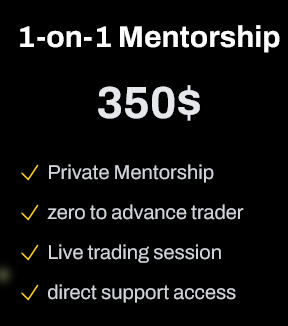 1-on-1 Mentorship
350$
Private Mentorship
zero to advance trader
Live trading session
direct support access